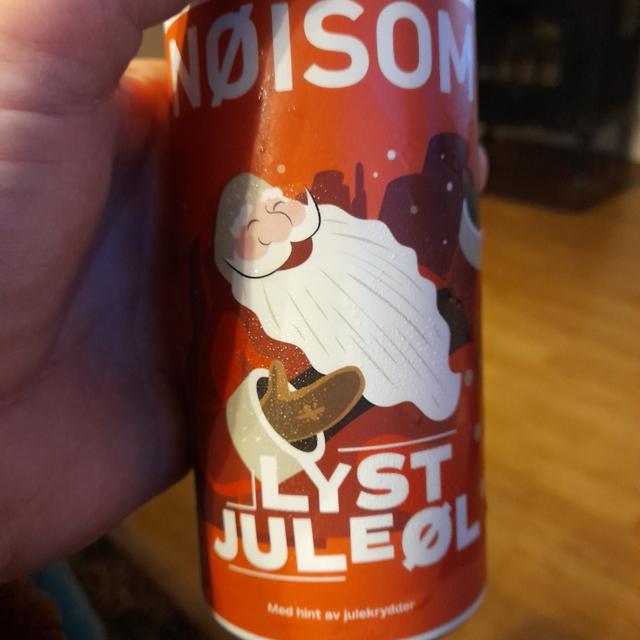 NØISOM
LYST
JULEØL
Med hint av julekrydder